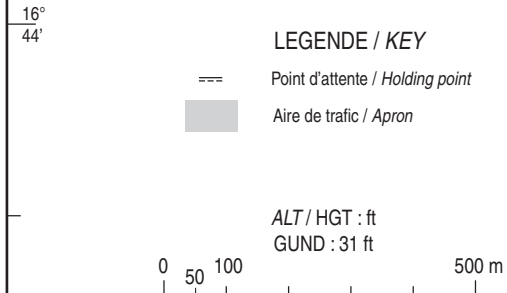 16°
44'
LEGENDE / KEY
Point d'attente / Holding point
Aire de trafic / Apron
ALT / HGT : ft
GUND : 31 ft
0 50 100 500 m